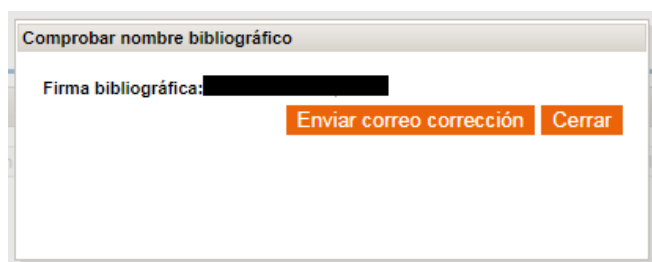 Comprobar nombre bibliográfico
Firma bibliográfica:
Enviar correo corrección Cerrar